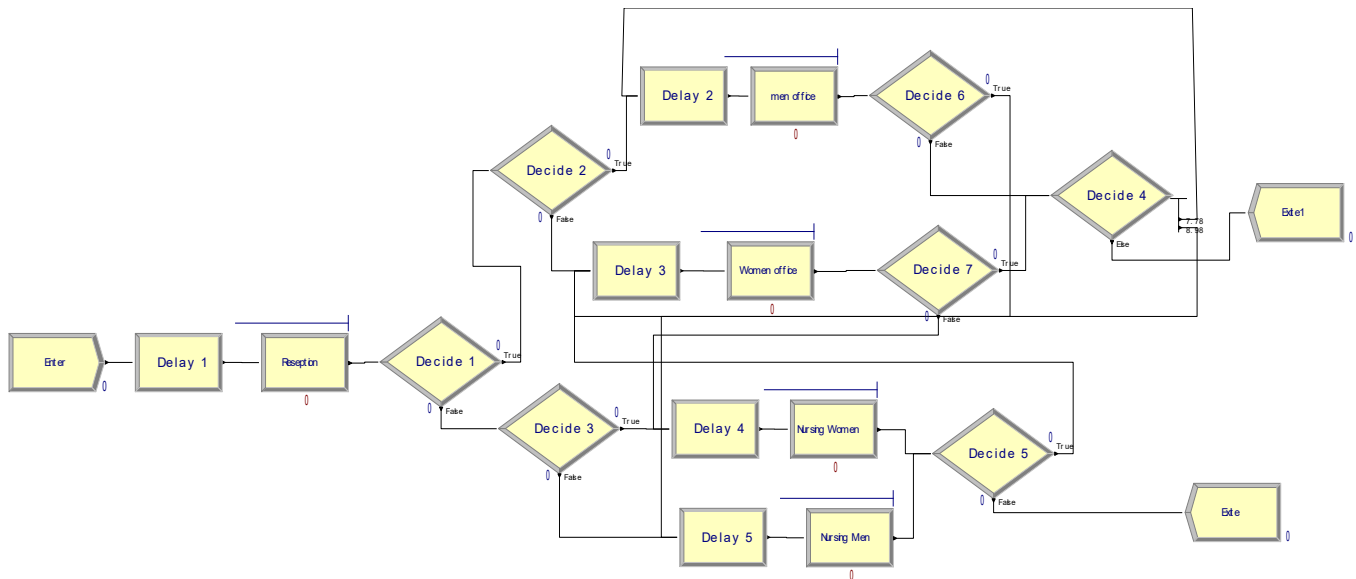 Delay 2
men office
0
Decide 6
0
True
0
False
Decide 2
0
True
0
False
Decide 4
7.78
8.98
Else
Exite1
0
Delay 3
Women office
0
Decide 7
0
True
0
False
Enter
0
Delay 1
Reseption
0
Decide 1
0
True
0
False
Decide 3
0
True
0
False
Delay 4
Nursing Women
0
Decide 5
0
True
0
False
Delay 5
Nursing Men
0
Exite
0